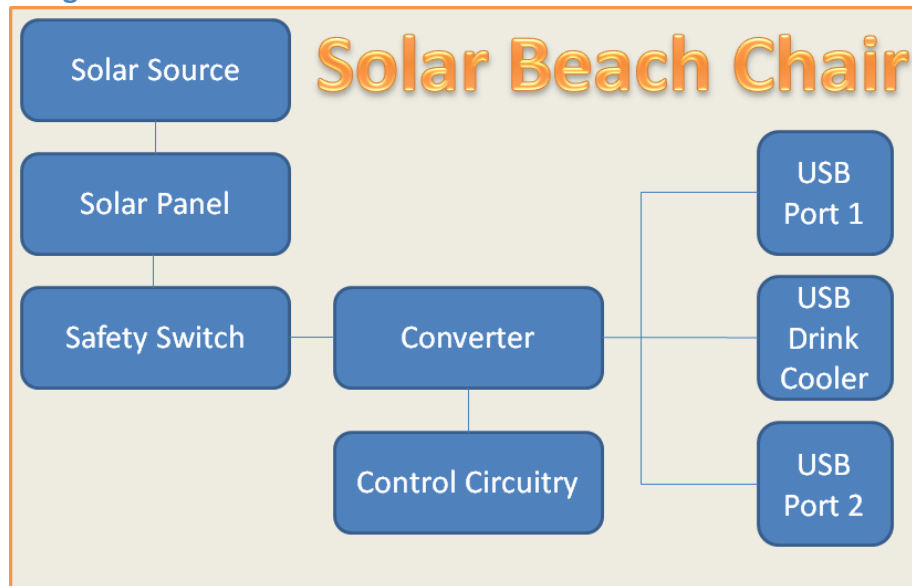 Solar Beach Chair
Solar Source
Solar Panel
Safety Switch
Converter
Control Circuitry
USB
Port 1
USB
Drink
Cooler
USB
Port 2